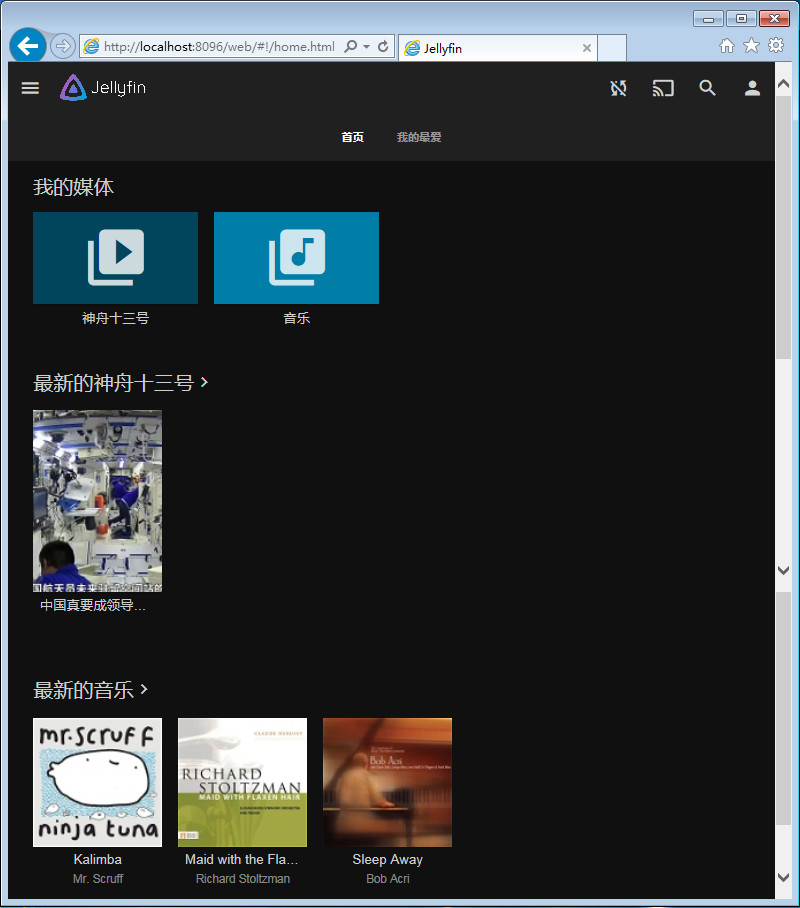 http://localhost:8096/web/#!/home.html
Jellyfin
Jellyfin
首页
我的最爱
我的媒体
神舟十三号
音乐
最新的神舟十三号
中国真要成领导...
最新的音乐
mr.scruff
ninja tuna
CLAUDE DEBUSSY
RICHARD
STOLTZMAN
MAID WITH FLAXEN HAIR
Bob Acri
Kalimba
Mr. Scruff
Maid with the Fla...
Richard Stoltzman
Sleep Away
Bob Acri